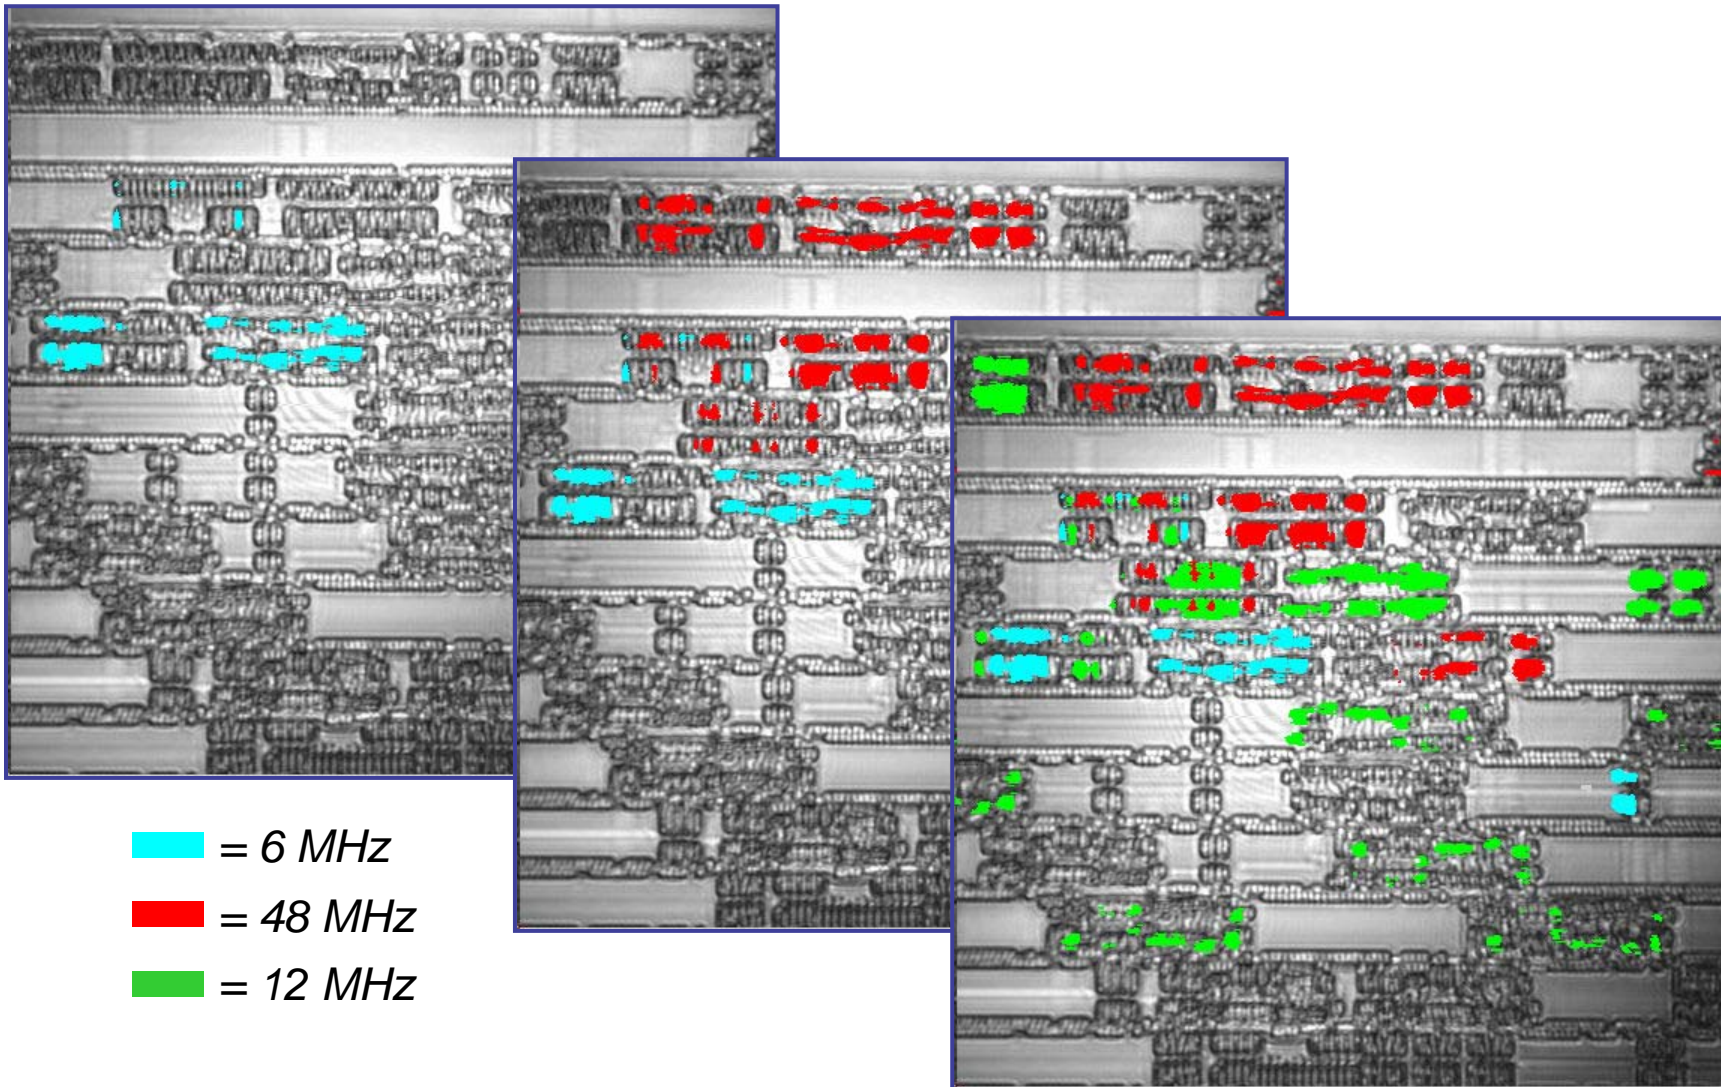 = 6 MHz
= 48 MHz
= 12 MHz